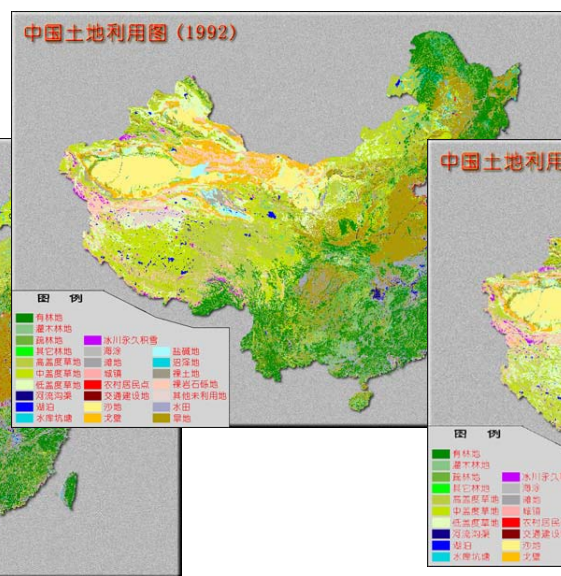 中国土地利用图 (1992)
图 例
有林地
灌木林地
疏林地 冰川永久积雪
其它林地 海涂 盐碱地
高盖度草地 滩地 沼泽地
中盖度草地 城镇 裸土地
低盖度草地 农村居民点 裸岩石砾地
河流沟渠 交通建设地 其他未利用地
湖泊 沙地 水田
水库坑塘 戈壁 旱地
中国土地利用
图 例
有林地
灌木林地
疏林地 冰川永久
其它林地 海涂
高盖度草地 滩地
中盖度草地 城镇
低盖度草地 农村居民
河流沟渠 交通建设
湖泊 沙地
水库坑塘 戈壁